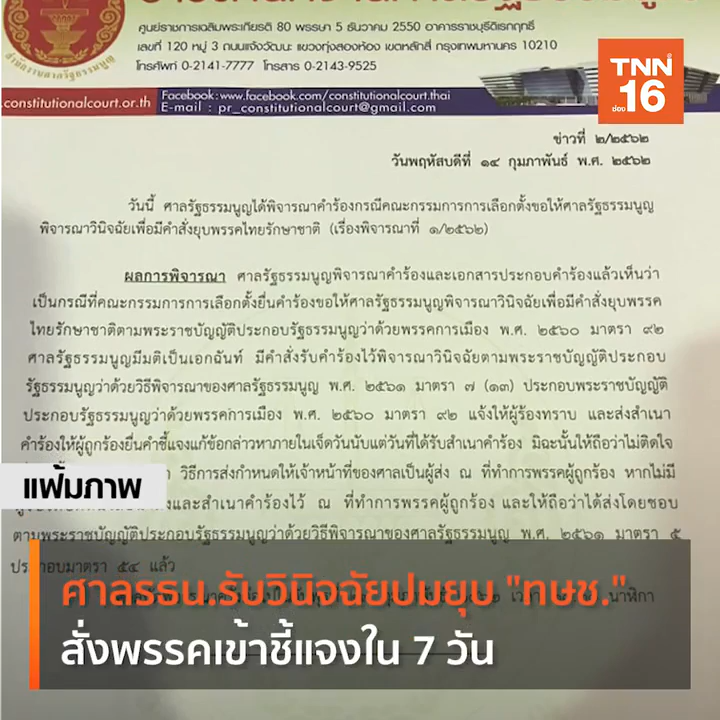 ศูนย์ราชการเฉลิมพระเกียรติ 80 พรรษา 5 ธันวาคม 2550 อาคารราชบุรีดิเรกฤทธิ์
เลขที่ 120 หมู่ 3 ถนนแจ้งวัฒนะ แขวงทุ่งสองห้อง เขตหลักสี่ กรุงเทพมหานคร 10210
โทรศัพท์ 0-2141-7777 โทรสาร 0-2143-9525
สำนักงานศาลรัฐธรรมนูญ
TNN
ช่อง 16
.constitutionalcourt.or.th
Facebook:www.facebook.com/constitutionalcourt.thai
E-mail : pr_constitutionalcourt@gmail.com
ข่าวที่ ๒/๒๕๖๒
วันพฤหัสบดีที่ ๑๔ กุมภาพันธ์ พ.ศ. ๒๕๖๒
วันนี้ ศาลรัฐธรรมนูญได้พิจารณาคำร้องกรณีคณะกรรมการการเลือกตั้งขอให้ศาลรัฐธรรมนูญ
พิจารณาวินิจฉัยเพื่อมีคำสั่งยุบพรรคไทยรักษาชาติ (เรื่องพิจารณาที่ ๑/๒๕๖๒)
ผลการพิจารณา ศาลรัฐธรรมนูญพิจารณาคำร้องและเอกสารประกอบคำร้องแล้วเห็นว่า
เป็นกรณีที่คณะกรรมการการเลือกตั้งยื่นคำร้องขอให้ศาลรัฐธรรมนูญพิจารณาวินิจฉัยเพื่อมีคำสั่งยุบพรรค
ไทยรักษาชาติตามพระราชบัญญัติประกอบรัฐธรรมนูญว่าด้วยพรรคการเมือง พ.ศ. ๒๕๖๐ มาตรา ๙๒
ศาลรัฐธรรมนูญมีมติเป็นเอกฉันท์ มีคำสั่งรับคำร้องไว้พิจารณาวินิจฉัยตามพระราชบัญญัติประกอบ
รัฐธรรมนูญว่าด้วยวิธีพิจารณาของศาลรัฐธรรมนูญ พ.ศ. ๒๕๖๑ มาตรา ๗ (๑๓) ประกอบพระราชบัญญัติ
ประกอบรัฐธรรมนูญว่าด้วยพรรคการเมือง พ.ศ. ๒๕๖๐ มาตรา ๙๒ แจ้งให้ผู้ร้องทราบ และส่งสำเนา
คำร้องให้ผู้ถูกร้องยื่นคำชี้แจงแก้ข้อกล่าวหาภายในเจ็ดวันนับแต่วันที่ได้รับสำเนาคำร้อง มิฉะนั้นให้ถือว่าไม่ติดใจ
วิธีการส่งกำหนดให้เจ้าหน้าที่ของศาลเป็นผู้ส่ง ณ ที่ทำการพรรคผู้ถูกร้อง หากไม่มี
แฟ้มภาพ
และสำเนาคำร้องไว้ ณ ที่ทำการพรรคผู้ถูกร้อง และให้ถือว่าได้ส่งโดยชอบ
ตามพระราชบัญญัติประกอบรัฐธรรมนูญว่าด้วยวิธีพิจารณาของศาลรัฐธรรมนูญ พ.ศ. ๒๕๖๑ มาตรา ๕
มาตรา ๕๔ แล้ว
นาฬิกา
ศาลรธน.รับวินิจฉัยปมยุบ "ทษช."
สั่งพรรคเข้าชี้แจงใน 7 วัน